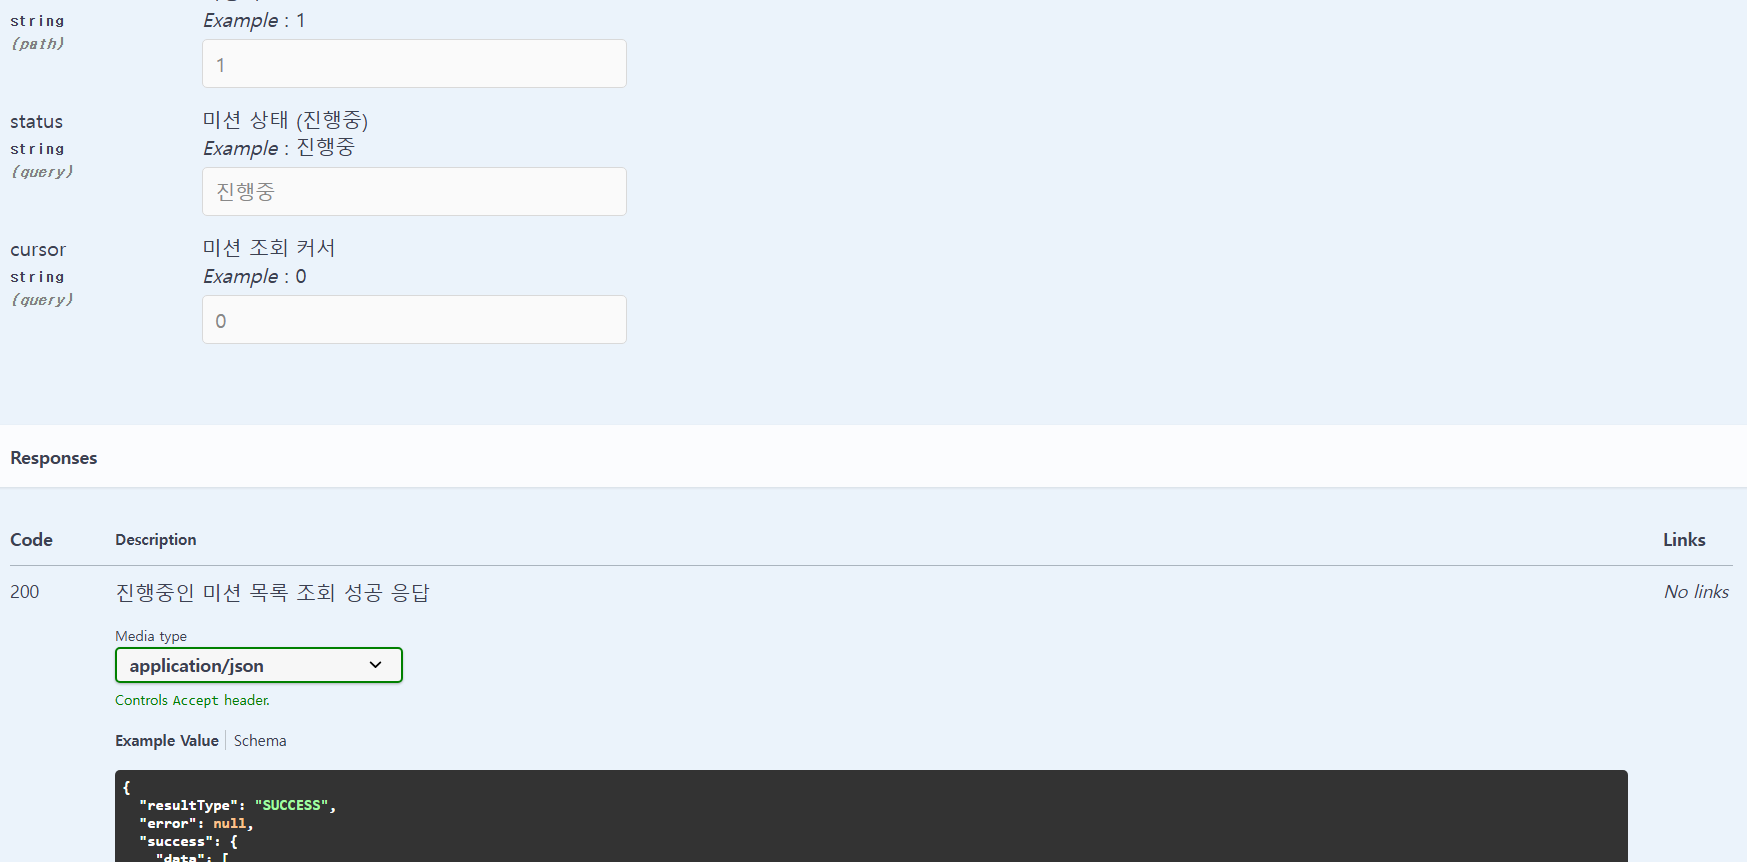 string
Example : 1
(path)
1
status
미션 상태 (진행중)
string
Example : 진행중
(query)
진행중
cursor
미션 조회 커서
string
Example : 0
(query)
0
Responses
Code Description Links
200 진행중인 미션 목록 조회 성공 응답 No links
Media type
application/json
Controls Accept header.
Example Value Schema
{
"resultType": "SUCCESS",
"error": null,
"success": {
"data": [